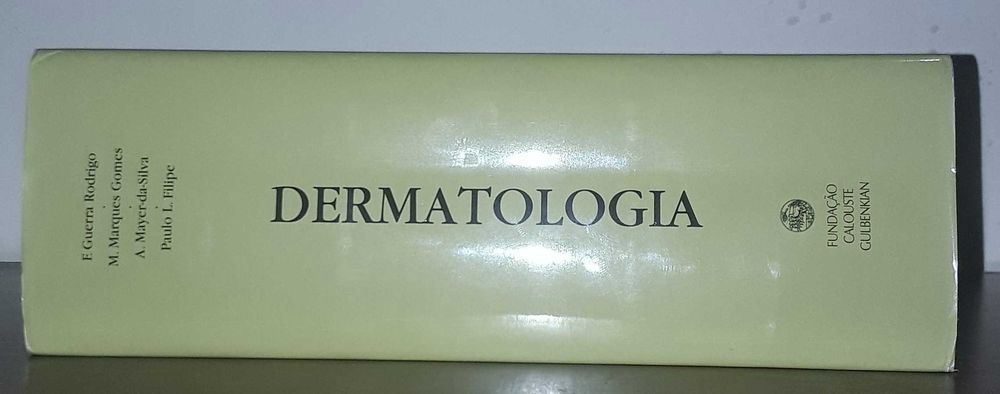 F. Guerra Rodrigo
M. Marques Gomes
A. Mayer-da-Silva
Paulo L. Filipe
DERMATOLOGIA
FUNDAÇÃO
CALOUSTE
GULBENKIAN